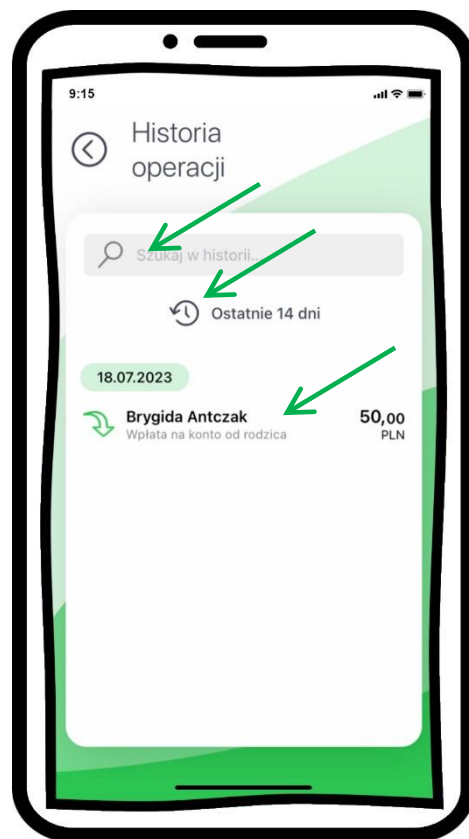 9:15
Historia
operacji
Szukaj w historii...
Ostatnie 14 dni
18.07.2023
Brygida Antczak 50,00
Wpłata na konto od rodzica PLN